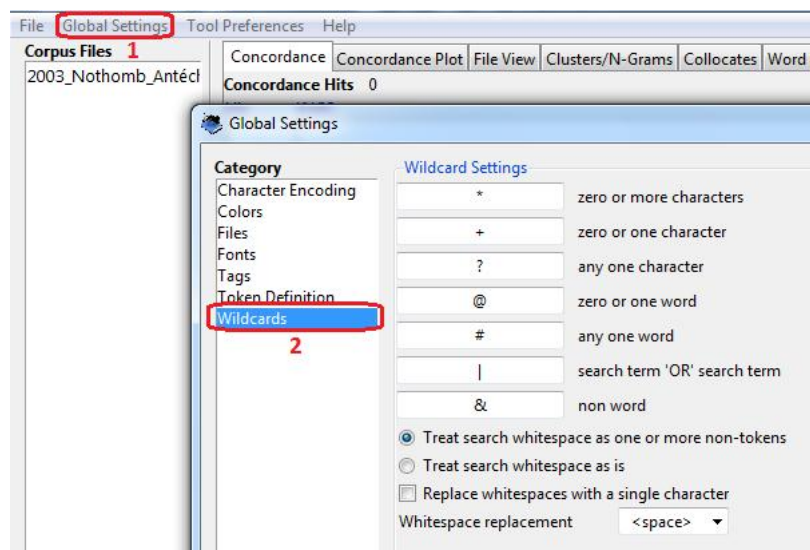 File Global Settings Tool Preferences Help
Corpus Files 1
2003_Nothomb_Antécl
Concordance Concordance Plot File View Clusters/N-Grams Collocates Word
Concordance Hits 0
Global Settings
Category
Character Encoding
Colors
Files
Fonts
Tags
Token Definition
Wildcards
2
Wildcard Settings
* zero or more characters
+ zero or one character
? any one character
@ zero or one word
# any one word
| search term 'OR' search term
& non word
Treat search whitespace as one or more non-tokens
Treat search whitespace as is
Replace whitespaces with a single character
Whitespace replacement <space>